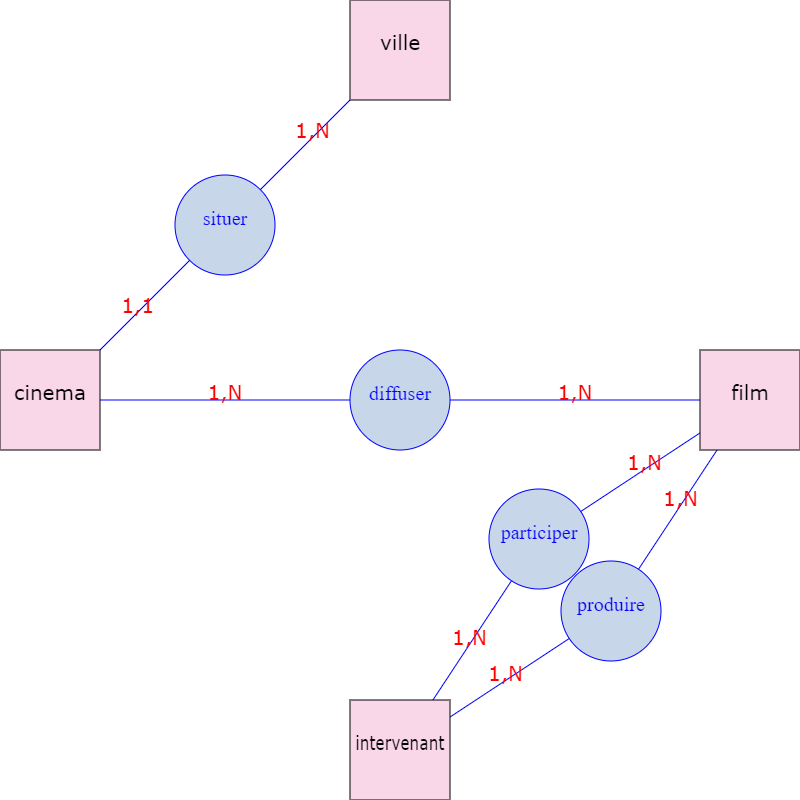 ville
1,N
situer
1,1
cinema
1,N
diffuser
1,N
film
1,N
1,N
participer
produire
1,N
1,N
intervenant